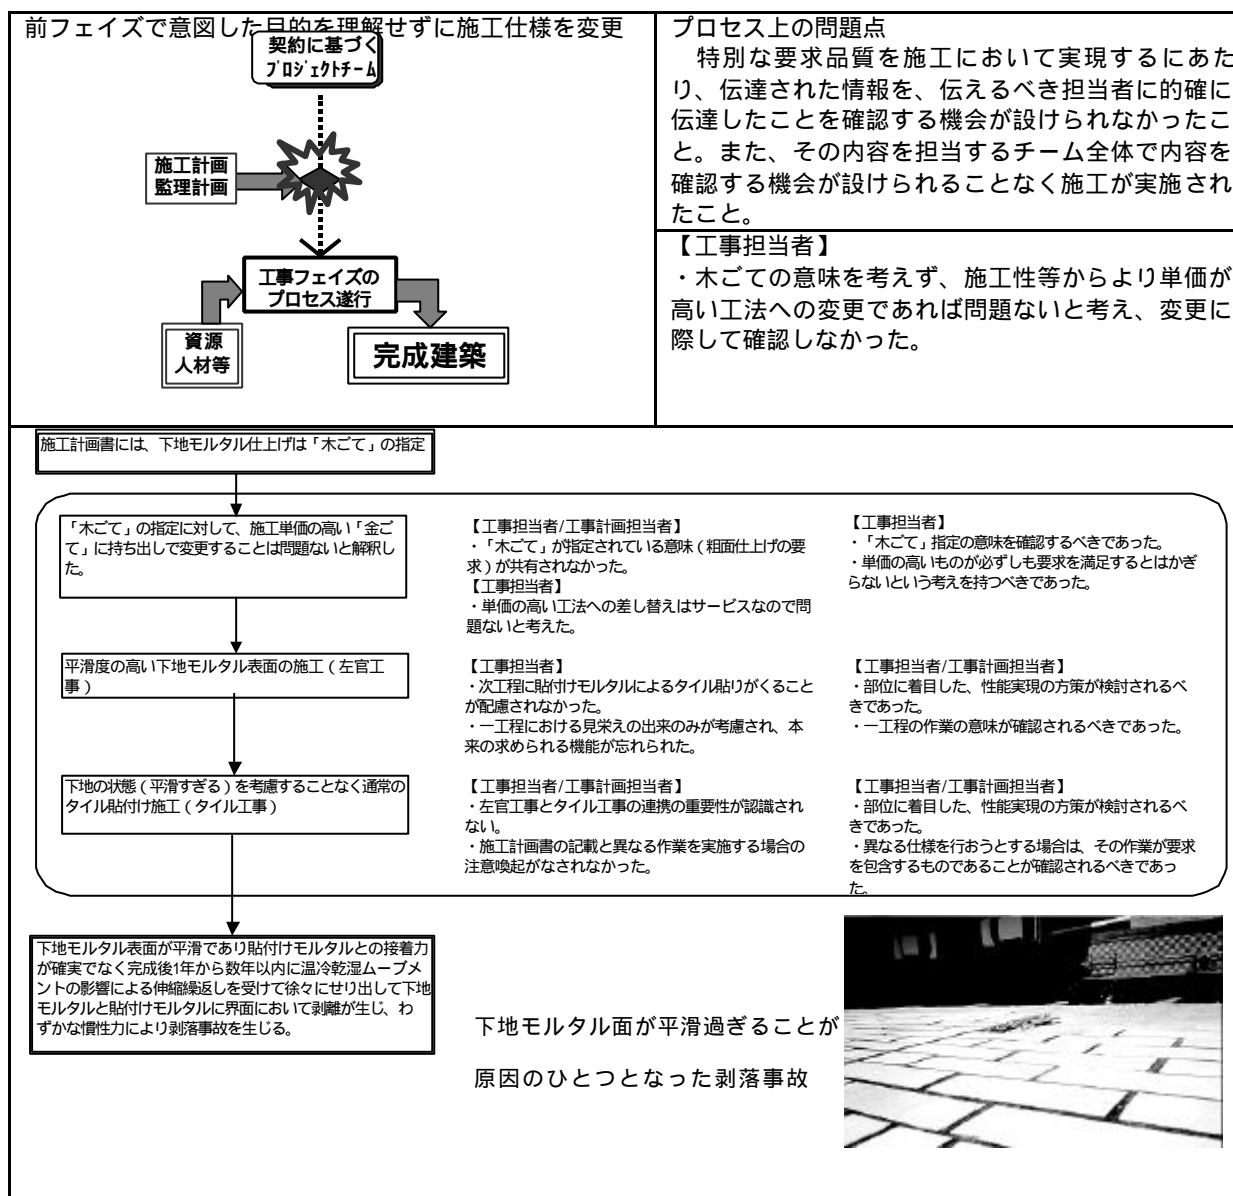 前フェイズで意図した目的を理解せずに施工仕様を変更
契約に基づく
プロジェクトチーム
施工計画
監理計画
工事フェイズの
プロセス遂行
資源
人材等
完成建築
プロセス上の問題点
特別な要求品質を施工において実現するにあた
り、伝達された情報を、伝えるべき担当者に的確に
伝達したことを確認する機会が設けられなかったこ
と。また、その内容を担当するチーム全体で内容を
確認する機会が設けられることなく施工が実施され
たこと。
【工事担当者】
・木ごての意味を考えず、施工性等からより単価が
高い工法への変更であれば問題ないと考え、変更に
際して確認しなかった。
施工計画書には、下地モルタル仕上げは「木ごて」の指定
「木ごて」の指定に対して、施工単価の高い「金ご
て」に持ち出しで変更することは問題ないと解釈し
た。
【工事担当者/工事計画担当者】
・「木ごて」が指定されている意味（粗面仕上げの要
求）が共有されなかった。
【工事担当者】
・単価の高い工法への差し替えはサービスなので問
題ないと考えた。
【工事担当者】
・「木ごて」指定の意味を確認するべきであった。
・単価の高いものが必ずしも要求を満足するとはかぎ
らないという考えを持つべきであった。
平滑度の高い下地モルタル表面の施工（左官工
事）
【工事担当者】
・次工程に貼付けモルタルによるタイル貼りがくること
が配慮されなかった。
・一工程における見栄えの出来のみが考慮され、本
来の求められる機能が忘れられた。
【工事担当者/工事計画担当者】
・部位に着目した、性能実現の方策が検討されるべ
きであった。
・一工程の作業の意味が確認されるべきであった。
下地の状態（平滑すぎる）を考慮することなく通常の
タイル貼付け施工（タイル工事）
【工事担当者/工事計画担当者】
・左官工事とタイル工事の連携の重要性が認識され
ない。
・施工計画書の記載と異なる作業を実施する場合の
注意喚起がなされなかった。
【工事担当者/工事計画担当者】
・部位に着目した、性能実現の方策が検討されるべ
きであった。
・異なる仕様を行おうとする場合は、その作業が要求
を包含するものであることが確認されるべきであっ
た。
下地モルタル表面が平滑であり貼付けモルタルとの接着力
が確実でなく完成後1年から数年以内に温冷乾湿ムーブメ
ントの影響による伸縮繰返しを受けて徐々にせり出して下地
モルタルと貼付けモルタルに界面において剥離が生じ、わ
ずかな慣性力により剥落事故を生じる。
下地モルタル面が平滑過ぎることが
原因のひとつとなった剥落事故